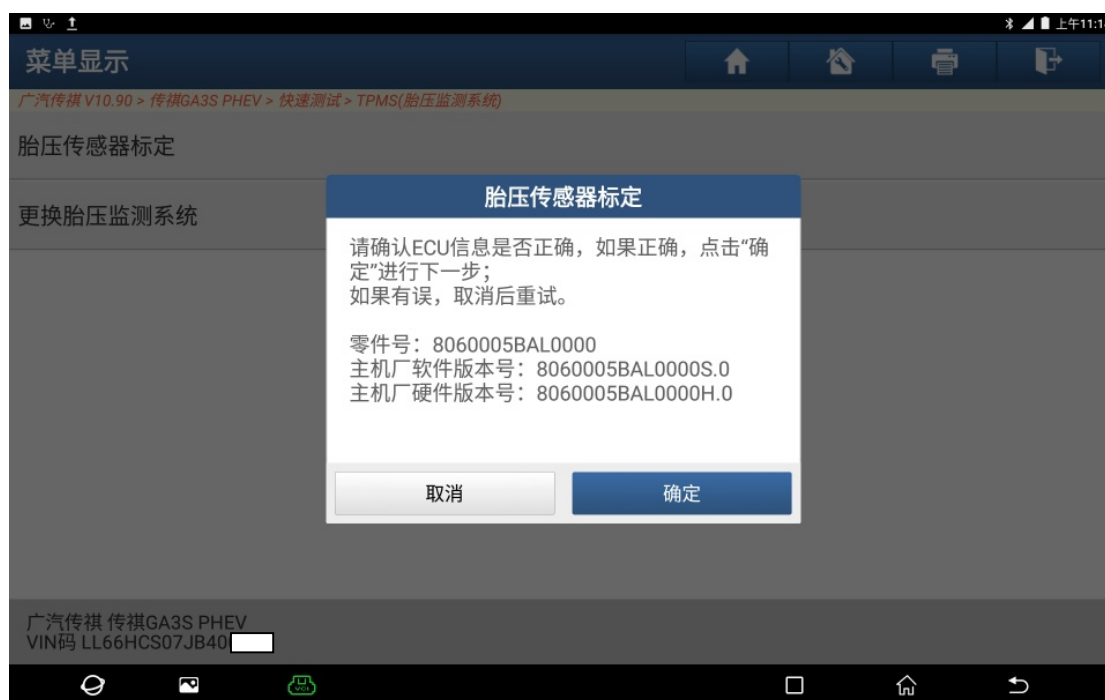 上午11:1
菜单显示
广汽传祺 V10.90 > 传祺GA3S PHEV > 快速测试 > TPMS(胎压监测系统)
胎压传感器标定
更换胎压监测系统
胎压传感器标定
请确认ECU信息是否正确，如果正确，点击“确
定”进行下一步；
如果有误，取消后重试。
零件号：8060005BAL0000
主机厂软件版本号：8060005BAL0000S.0
主机厂硬件版本号：8060005BAL0000H.0
取消
确定
广汽传祺 传祺GA3S PHEV
VIN码 LL66HCS07JB40
VCI